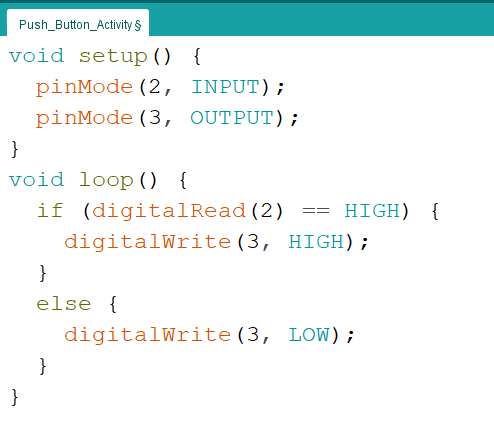 Push_Button_Activity §
void setup() {
  pinMode(2, INPUT);
  pinMode(3, OUTPUT);
}
void loop() {
  if (digitalRead(2) == HIGH) {
    digitalWrite(3, HIGH);
  }
  else {
    digitalWrite(3, LOW);
  }
}